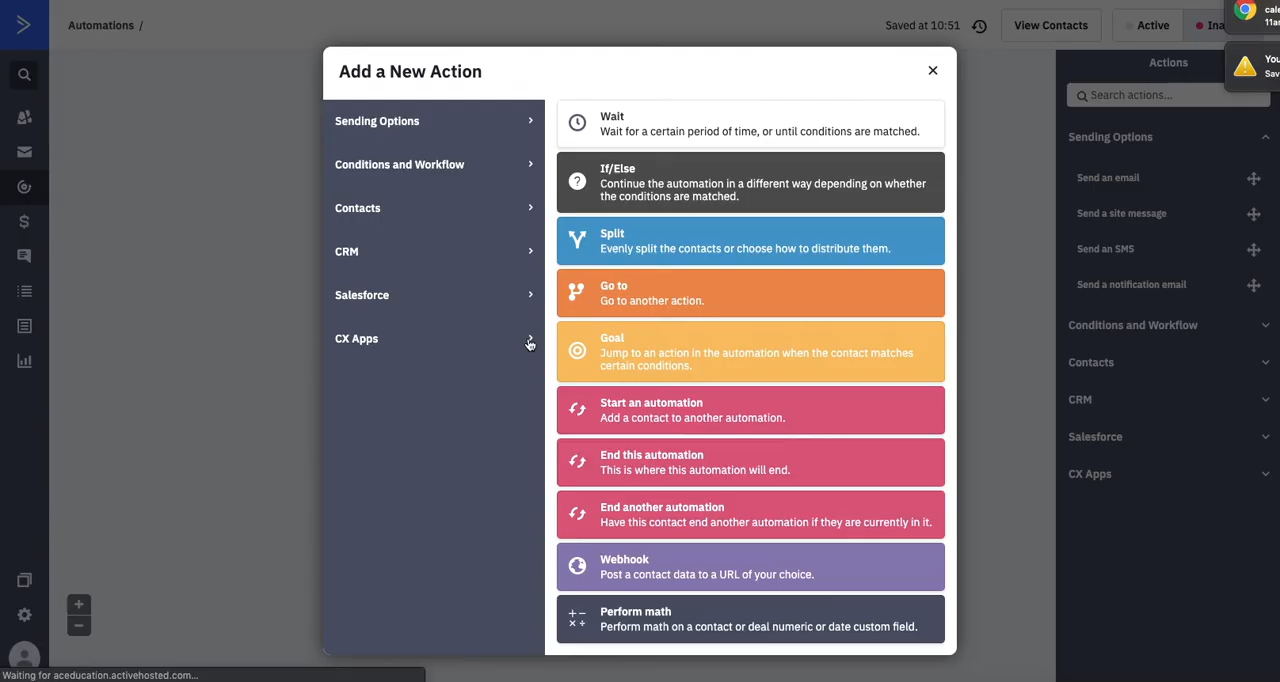 Automations /
Saved at 10:51
View Contacts
Active
Ina
cale
11am
You
Sav
Add a New Action
Sending Options
Conditions and Workflow
Contacts
CRM
Salesforce
CX Apps
Wait
Wait for a certain period of time, or until conditions are matched.
If/Else
Continue the automation in a different way depending on whether
the conditions are matched.
Split
Evenly split the contacts or choose how to distribute them.
Go to
Go to another action.
Goal
Jump to an action in the automation when the contact matches
certain conditions.
Start an automation
Add a contact to another automation.
End this automation
This is where this automation will end.
End another automation
Have this contact end another automation if they are currently in it.
Webhook
Post a contact data to a URL of your choice.
Perform math
Perform math on a contact or deal numeric or date custom field.
Actions
Search actions...
Sending Options
Send an email
Send a site message
Send an SMS
Send a notification email
Conditions and Workflow
Contacts
CRM
Salesforce
CX Apps
Waiting for aceducation.activehosted.com...